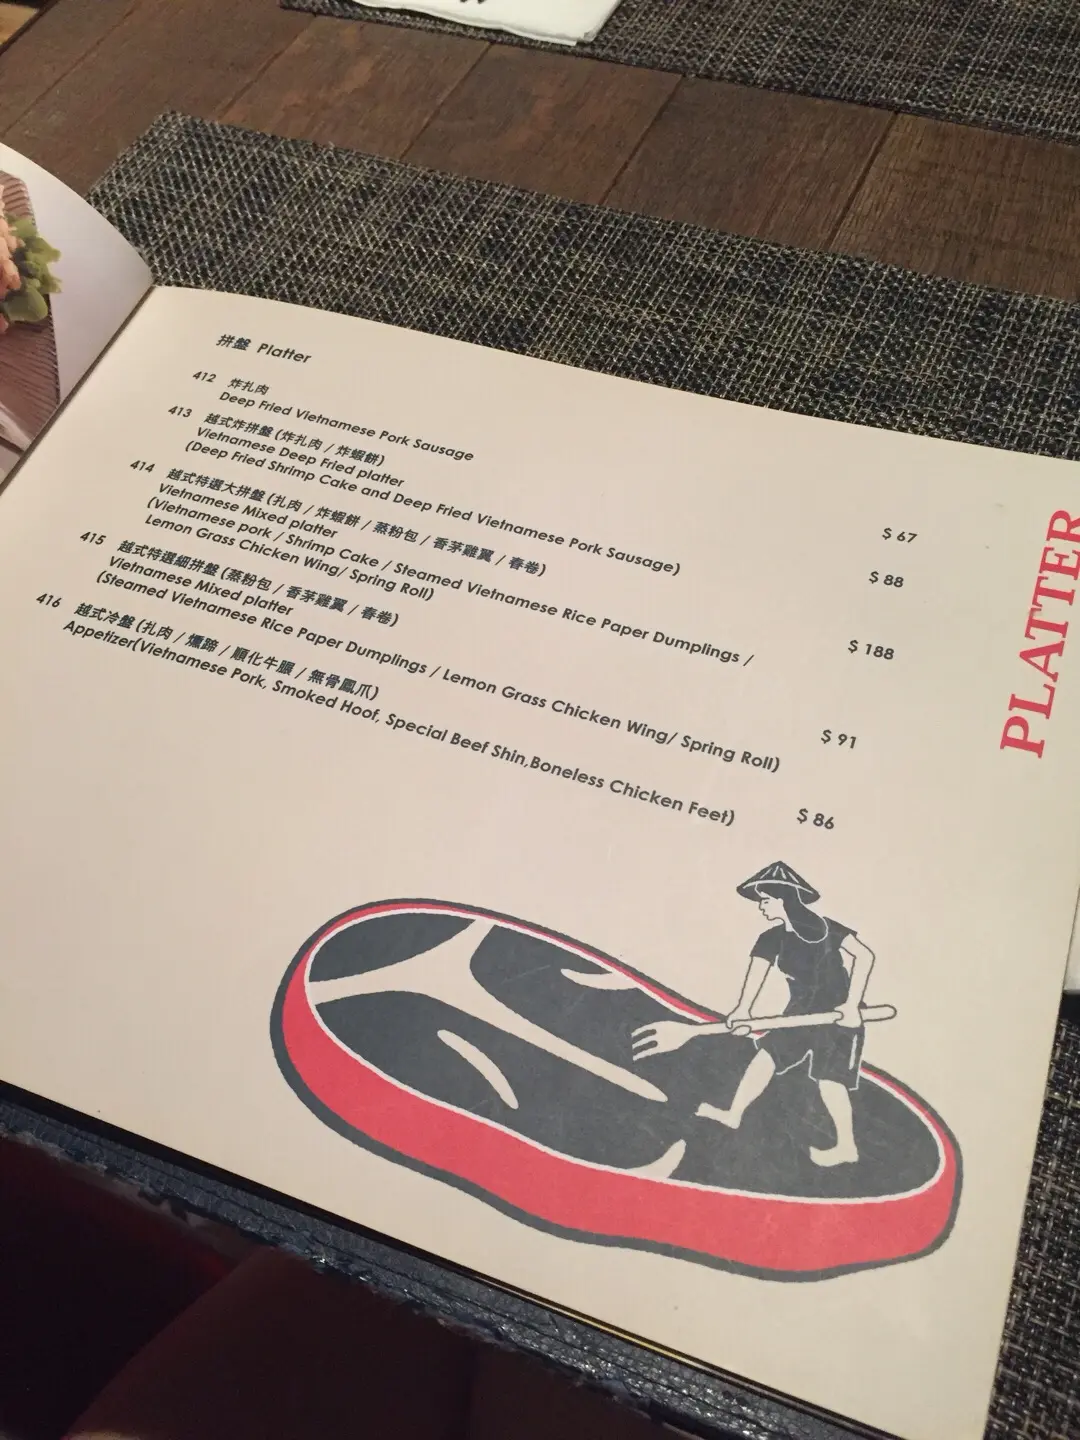 拼盤 Platter
412 炸扎肉
Deep Fried Vietnamese Pork Sausage
$ 67
413 越式炸拼盤 (炸扎肉 / 炸蝦餅)
Vietnamese Deep Fried platter
(Deep Fried Shrimp Cake and Deep Fried Vietnamese Pork Sausage)
$ 88
414 越式特選大拼盤 (扎肉 / 炸蝦餅 / 蒸粉包 / 香茅雞翼 / 春卷)
Vietnamese Mixed platter
(Vietnamese pork / Shrimp Cake / Steamed Vietnamese Rice Paper Dumplings /
Lemon Grass Chicken Wing/ Spring Roll)
$ 188
415 越式特選細拼盤 (蒸粉包 / 香茅雞翼 / 春卷)
Vietnamese Mixed platter
(Steamed Vietnamese Rice Paper Dumplings / Lemon Grass Chicken Wing/ Spring Roll)
$ 91
416 越式冷盤 (扎肉 / 燻蹄 / 順化牛𦟌 / 無骨鳳爪)
Appetizer(Vietnamese Pork, Smoked Hoof, Special Beef Shin,Boneless Chicken Feet)
$ 86
PLATTER